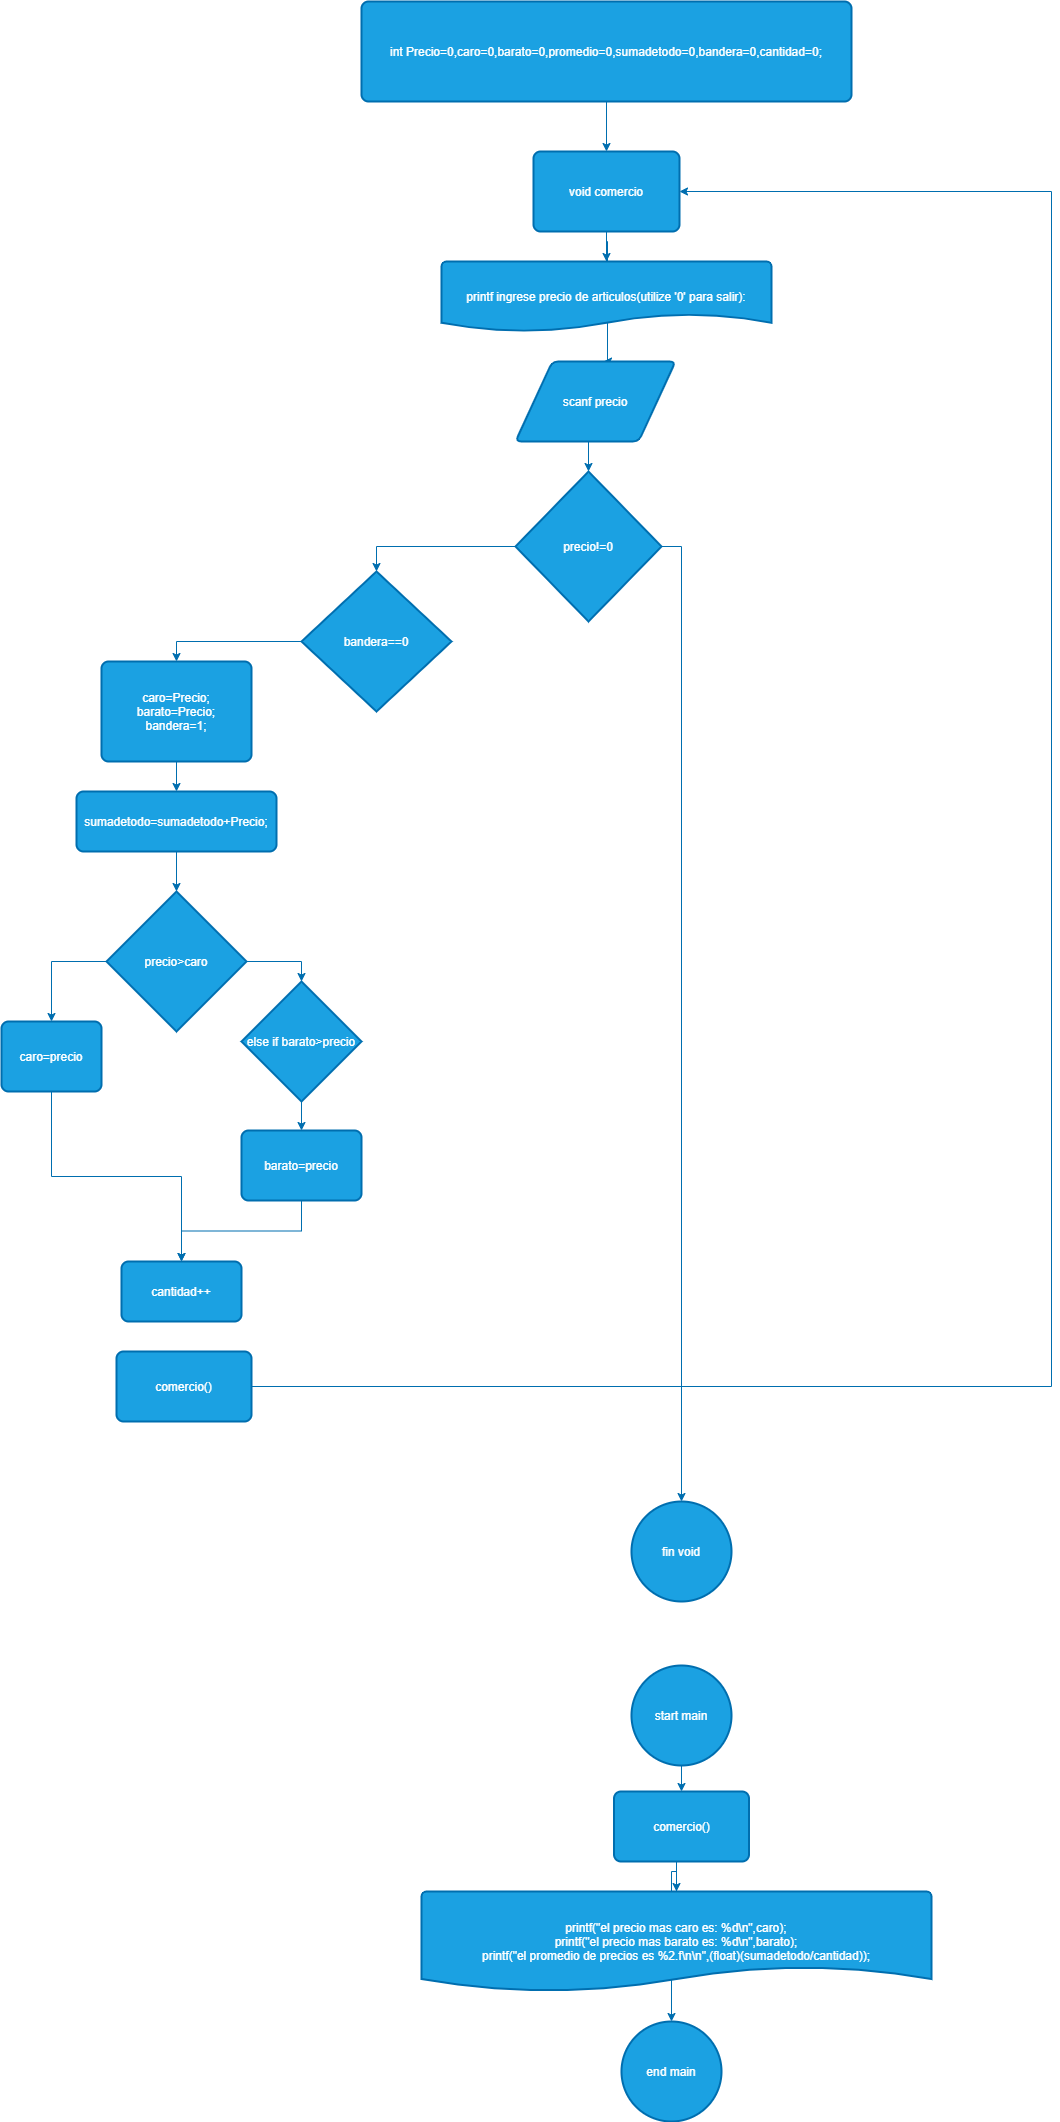 int Precio=0,caro=0,barato=0,promedio=0,sumadetodo=0,bandera=0,cantidad=0;
void comercio
printf ingrese precio de articulos(utilize '0' para salir):
scanf precio
precio!=0
bandera==0
caro=Precio;
barato=Precio;
bandera=1;
sumadetodo=sumadetodo+Precio;
precio>caro
else if barato>precio
caro=precio
barato=precio
cantidad++
comercio()
fin void
start main
comercio()
printf("el precio mas caro es: %d\n",caro);
printf("el precio mas barato es: %d\n",barato);
printf("el promedio de precios es %2.f\n\n",(float)(sumadetodo/cantidad));
end main